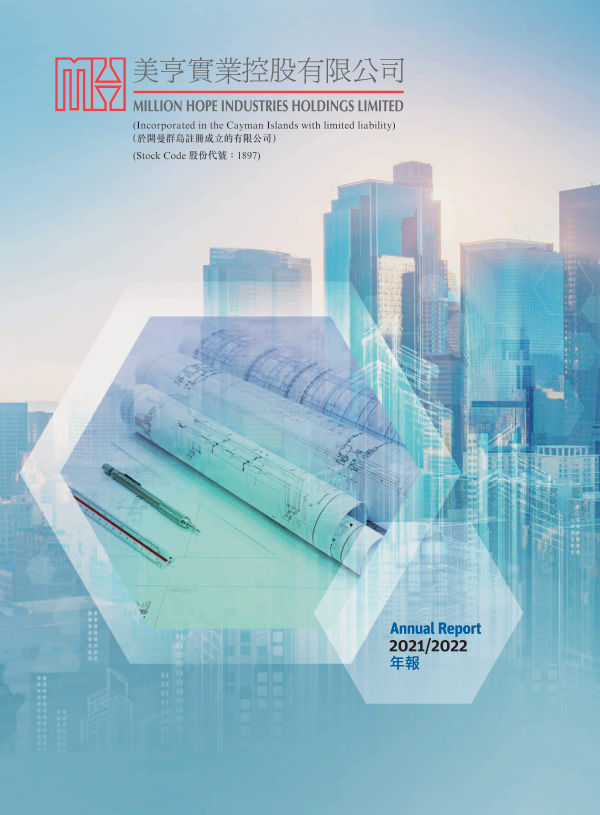 美亨實業控股有限公司
MILLION HOPE INDUSTRIES HOLDINGS LIMITED
(Incorporated in the Cayman Islands with limited liability)
(於開曼群島註冊成立的有限公司)
(Stock Code 股份代號：1897)
Annual Report
2021/2022
年報